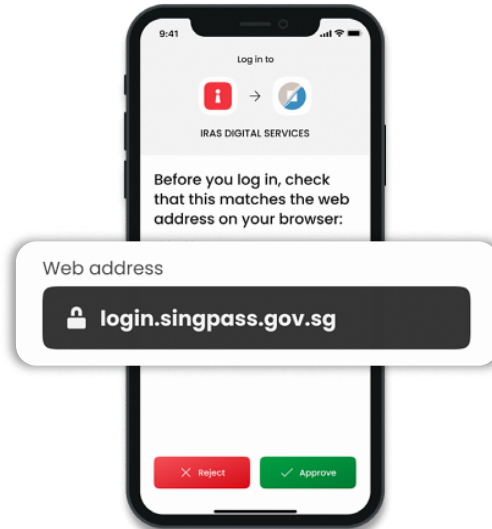 9:41
Log in to
IRAS DIGITAL SERVICES
Before you log in, check
that this matches the web
address on your browser:
Web address
login.singpass.gov.sg
Reject
Approve